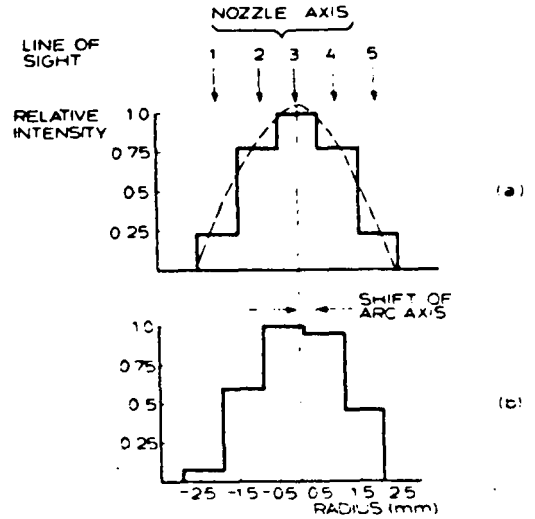 NOZZLE AXIS
LINE OF SIGHT
1 2 3 4 5
RELATIVE INTENSITY
1.0
0.75
0.5
0.25
(a)
SHIFT OF ARC AXIS
1.0
0.75
0.5
0.25
(b)
-2.5 -1.5 -0.5 0.5 1.5 2.5
RADIUS (mm)